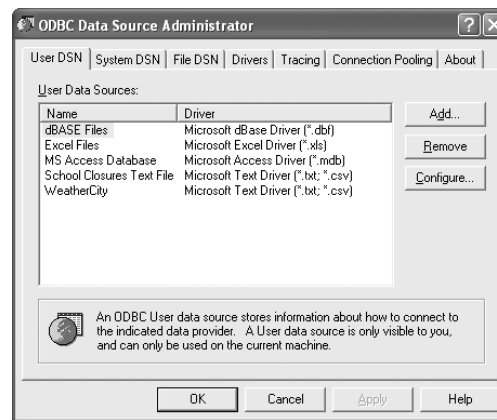 ODBC Data Source Administrator
User DSN System DSN File DSN Drivers Tracing Connection Pooling About
User Data Sources:
Name Driver
dBASE Files Microsoft dBase Driver (*.dbf)
Excel Files Microsoft Excel Driver (*.xls)
MS Access Database Microsoft Access Driver (*.mdb)
School Closures Text File Microsoft Text Driver (*.txt; *.csv)
WeatherCity Microsoft Text Driver (*.txt; *.csv)
Add...
Remove
Configure...
An ODBC User data source stores information about how to connect to
the indicated data provider. A User data source is only visible to you,
and can only be used on the current machine.
OK Cancel Apply Help